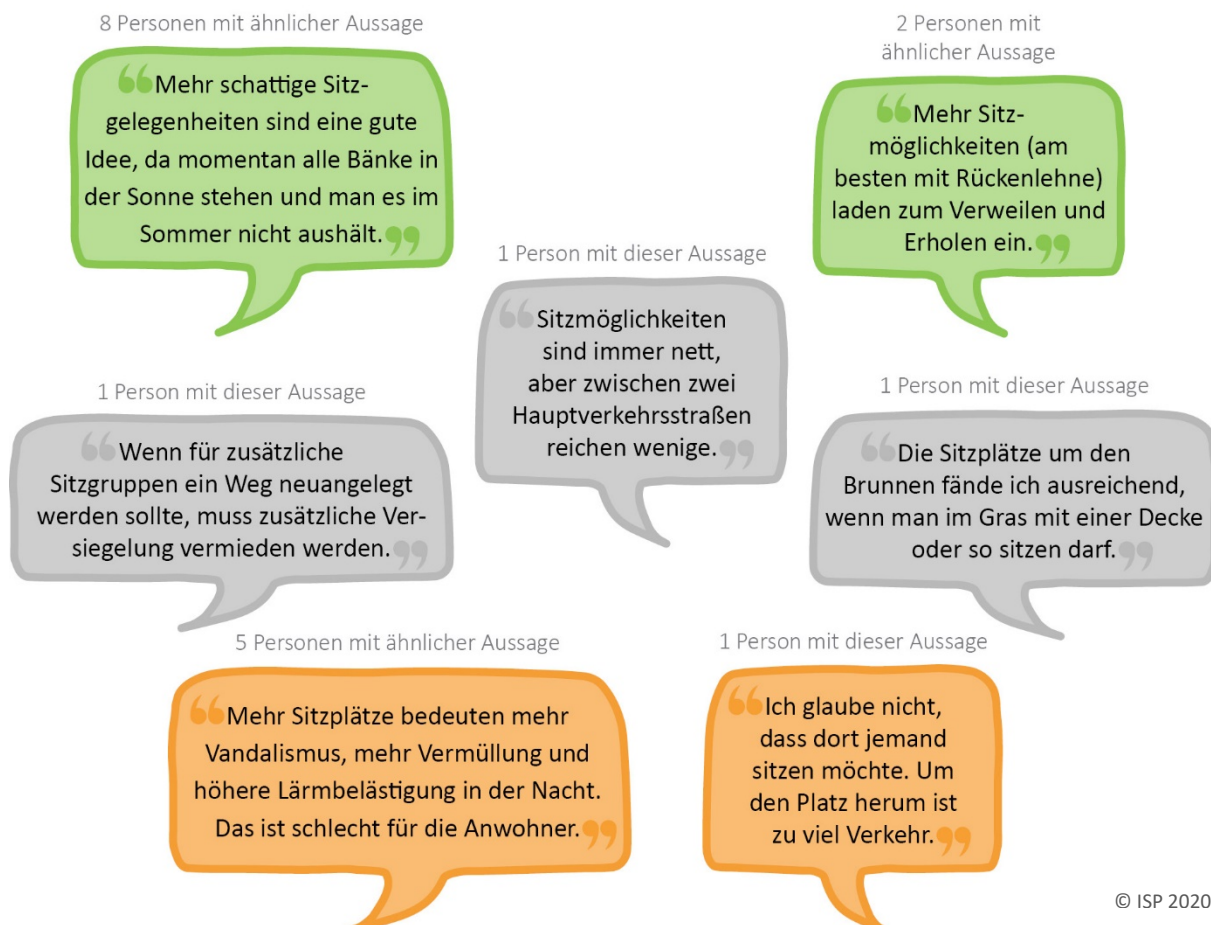 8 Personen mit ähnlicher Aussage
“Mehr schattige Sitz-
gelegenheiten sind eine gute
Idee, da momentan alle Bänke in
der Sonne stehen und man es im
Sommer nicht aushält.”
2 Personen mit
ähnlicher Aussage
“Mehr Sitz-
möglichkeiten (am
besten mit Rückenlehne)
laden zum Verweilen und
Erholen ein.”
1 Person mit dieser Aussage
“Sitzmöglichkeiten
sind immer nett,
aber zwischen zwei
Hauptverkehrsstraßen
reichen wenige.”
1 Person mit dieser Aussage
“Wenn für zusätzliche
Sitzgruppen ein Weg neuangelegt
werden sollte, muss zusätzliche Ver-
siegelung vermieden werden.”
1 Person mit dieser Aussage
“Die Sitzplätze um den
Brunnen fände ich ausreichend,
wenn man im Gras mit einer Decke
oder so sitzen darf.”
5 Personen mit ähnlicher Aussage
“Mehr Sitzplätze bedeuten mehr
Vandalismus, mehr Vermüllung und
höhere Lärmbelästigung in der Nacht.
Das ist schlecht für die Anwohner.”
1 Person mit dieser Aussage
“Ich glaube nicht,
dass dort jemand
sitzen möchte. Um
den Platz herum ist
zu viel Verkehr.”
© ISP 2020